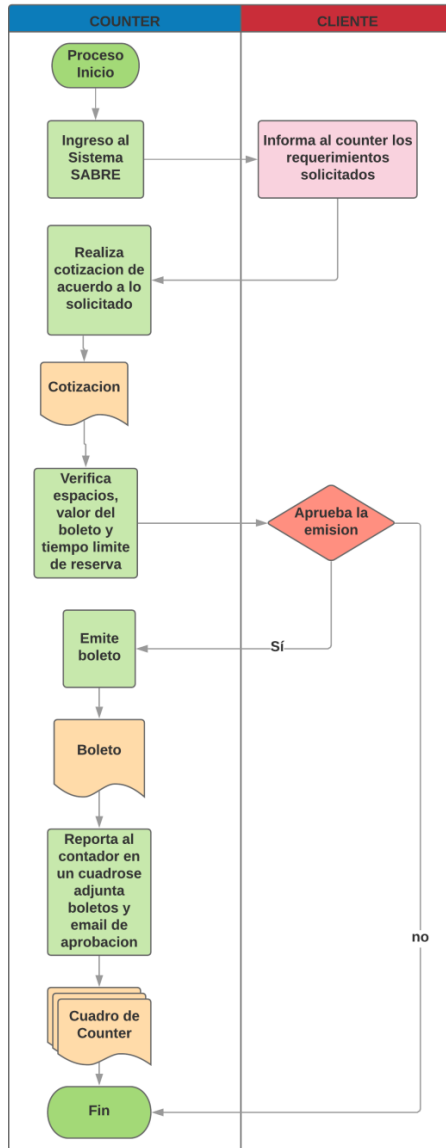 COUNTER
CLIENTE
Proceso
Inicio
Ingreso al
Sistema
SABRE
Informa al counter los
requerimientos
solicitados
Realiza
cotizacion de
acuerdo a lo
solicitado
Cotizacion
Verifica
espacios,
valor del
boleto y
tiempo limite
de reserva
Aprueba la
emision
Sí
Emite
boleto
Boleto
Reporta al
contador en
un cuadrose
adjunta
boletos y
email de
aprobacion
no
Cuadro de
Counter
Fin